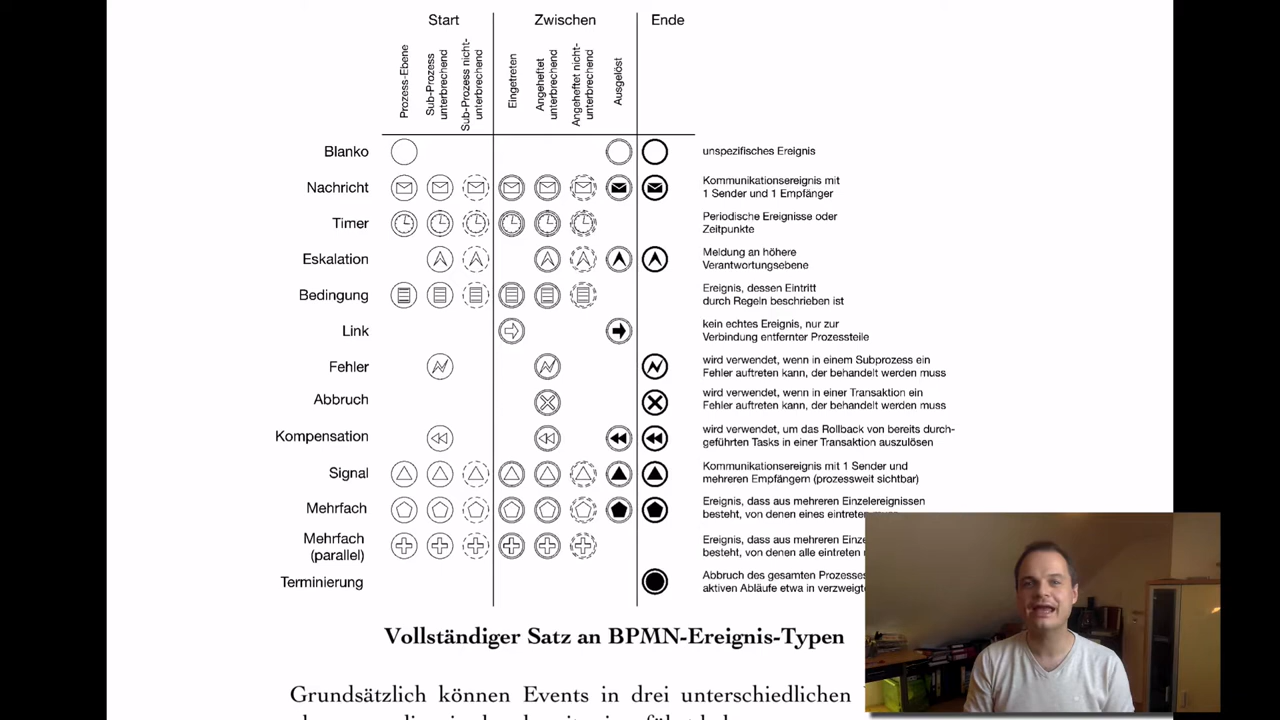 Start
Zwischen
Ende
Prozess-Ebene
Sub-Prozess
unterbrechend
Sub-Prozess nicht-
unterbrechend
Eingetreten
Angeheftet
unterbrechend
Angeheftet nicht-
unterbrechend
Ausgelöst
Blanko
unspezifisches Ereignis
Nachricht
Kommunikationsereignis mit
1 Sender und 1 Empfänger
Timer
Periodische Ereignisse oder
Zeitpunkte
Eskalation
Meldung an höhere
Verantwortungsebene
Bedingung
Ereignis, dessen Eintritt
durch Regeln beschrieben ist
Link
kein echtes Ereignis, nur zur
Verbindung entfernter Prozessteile
Fehler
wird verwendet, wenn in einem Subprozess ein
Fehler auftreten kann, der behandelt werden muss
Abbruch
wird verwendet, wenn in einer Transaktion ein
Fehler auftreten kann, der behandelt werden muss
Kompensation
wird verwendet, um das Rollback von bereits durch-
geführten Tasks in einer Transaktion auszulösen
Signal
Kommunikationsereignis mit 1 Sender und
mehreren Empfängern (prozessweit sichtbar)
Mehrfach
Ereignis, dass aus mehreren Einzelereignissen
besteht, von denen eines eintreten muss
Mehrfach
(parallel)
Ereignis, dass aus mehreren
besteht, von denen alle eintreten
Terminierung
Abbruch des gesamten Prozesses
aktiven Abläufe etwa in
Vollständiger Satz an BPMN-Ereignis-Typen
Grundsätzlich können Events in drei unterschiedlichen